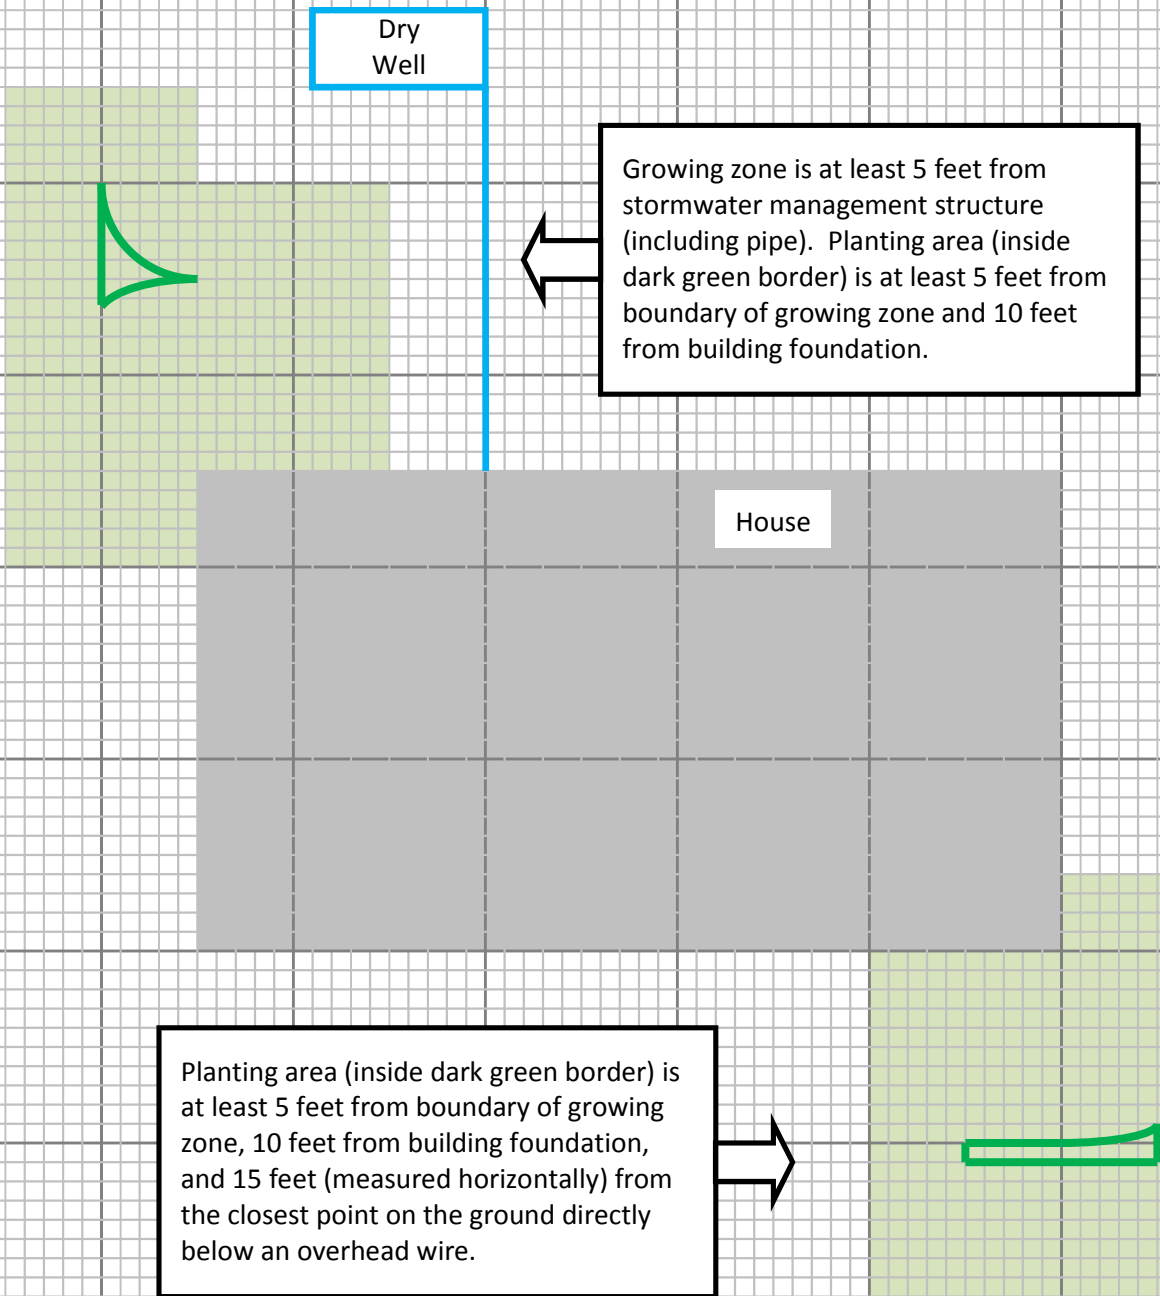 Dry
Well
Growing zone is at least 5 feet from
stormwater management structure
(including pipe).  Planting area (inside
dark green border) is at least 5 feet from
boundary of growing zone and 10 feet
from building foundation.
House
Planting area (inside dark green border) is
at least 5 feet from boundary of growing
zone, 10 feet from building foundation,
and 15 feet (measured horizontally) from
the closest point on the ground directly
below an overhead wire.